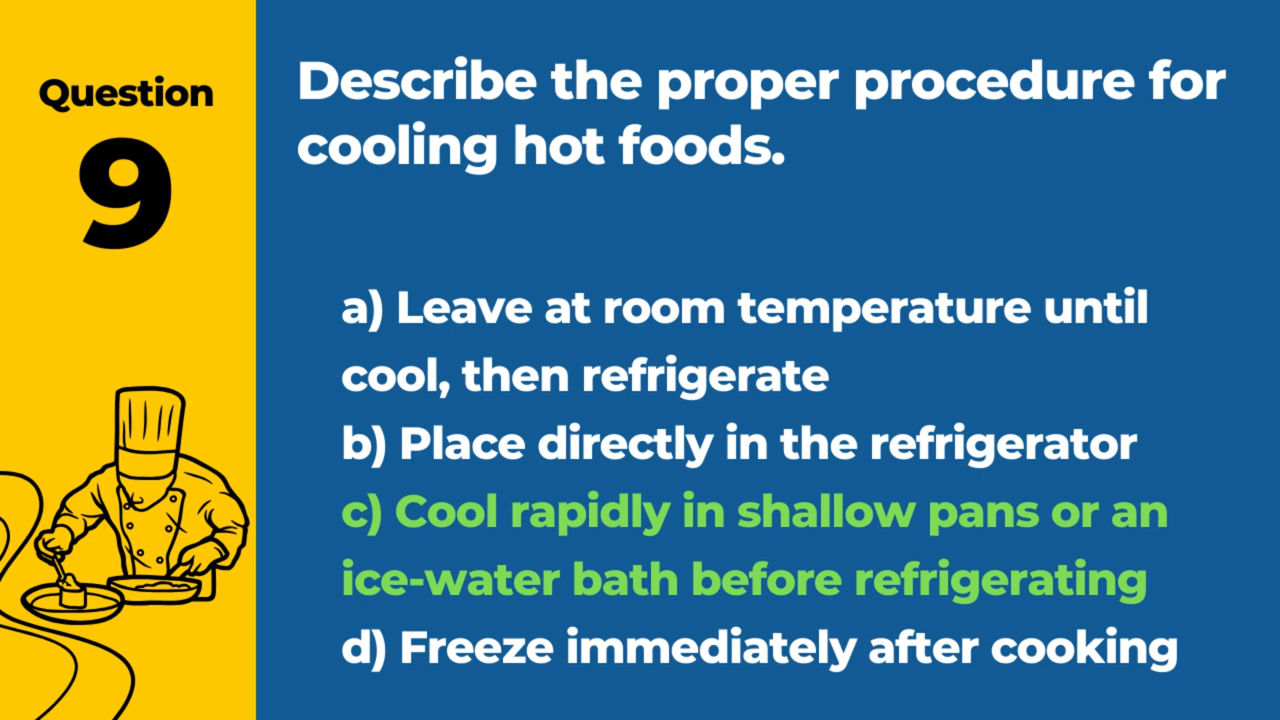 Question
9
Describe the proper procedure for
cooling hot foods.
a) Leave at room temperature until
cool, then refrigerate
b) Place directly in the refrigerator
c) Cool rapidly in shallow pans or an
ice-water bath before refrigerating
d) Freeze immediately after cooking